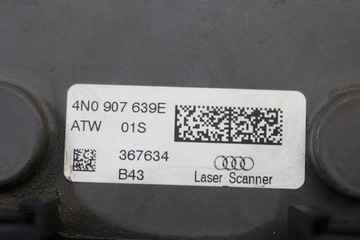 4N0 907 639E
ATW 01S
367634
B43
Laser Scanner